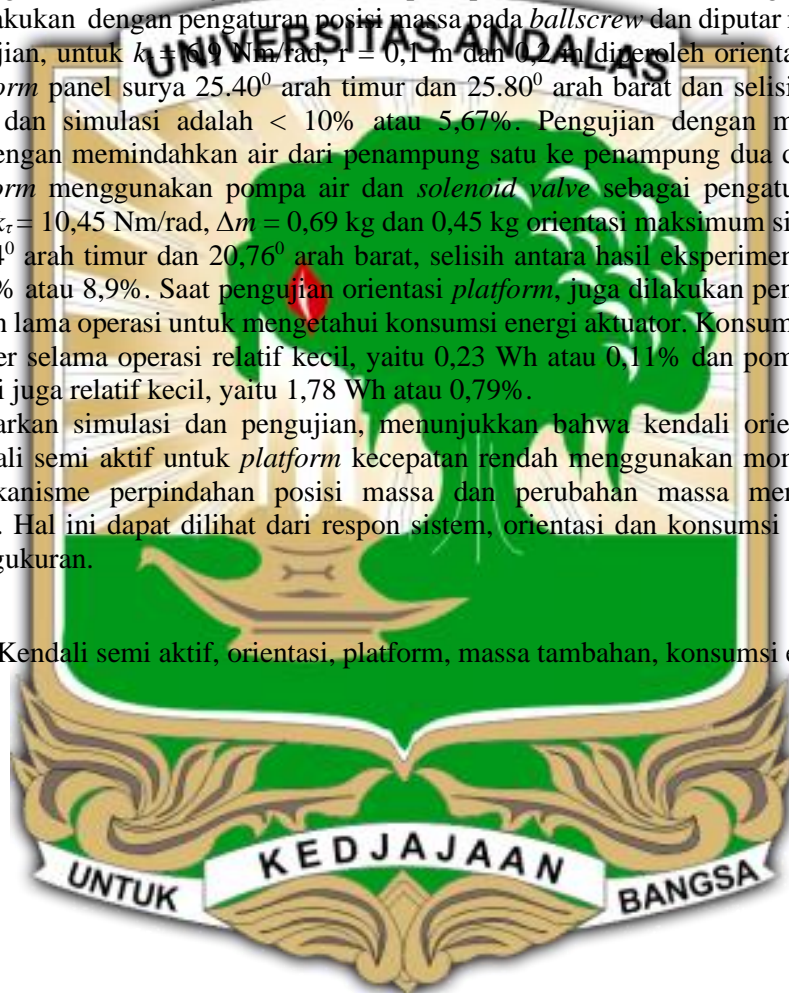 akukan dengan pengaturan posisi massa pada ballscrew dan diputar
jian, untuk k = 6,9 Nm/rad, r = 0,1 m dan 0,2 m diperoleh orienta
UNIVERSITAS ANDALAS
orm panel surya 25.40⁰ arah timur dan 25.80⁰ arah barat dan selisi
dan simulasi adalah < 10% atau 5,67%. Pengujian dengan m
engan memindahkan air dari penampung satu ke penampung dua d
orm menggunakan pompa air dan solenoid valve sebagai pengatu
kτ = 10,45 Nm/rad, Δm = 0,69 kg dan 0,45 kg orientasi maksimum si
4⁰ arah timur dan 20,76⁰ arah barat, selisih antara hasil eksperimen
% atau 8,9%. Saat pengujian orientasi platform, juga dilakukan pen
n lama operasi untuk mengetahui konsumsi energi aktuator. Konsum
er selama operasi relatif kecil, yaitu 0,23 Wh atau 0,11% dan pom
i juga relatif kecil, yaitu 1,78 Wh atau 0,79%.
arkan simulasi dan pengujian, menunjukkan bahwa kendali orie
ali semi aktif untuk platform kecepatan rendah menggunakan mon
kanisme perpindahan posisi massa dan perubahan massa men
. Hal ini dapat dilihat dari respon sistem, orientasi dan konsumsi
gukuran.
Kendali semi aktif, orientasi, platform, massa tambahan, konsumsi e
UNTUK KEDJAJAAN BANGSA